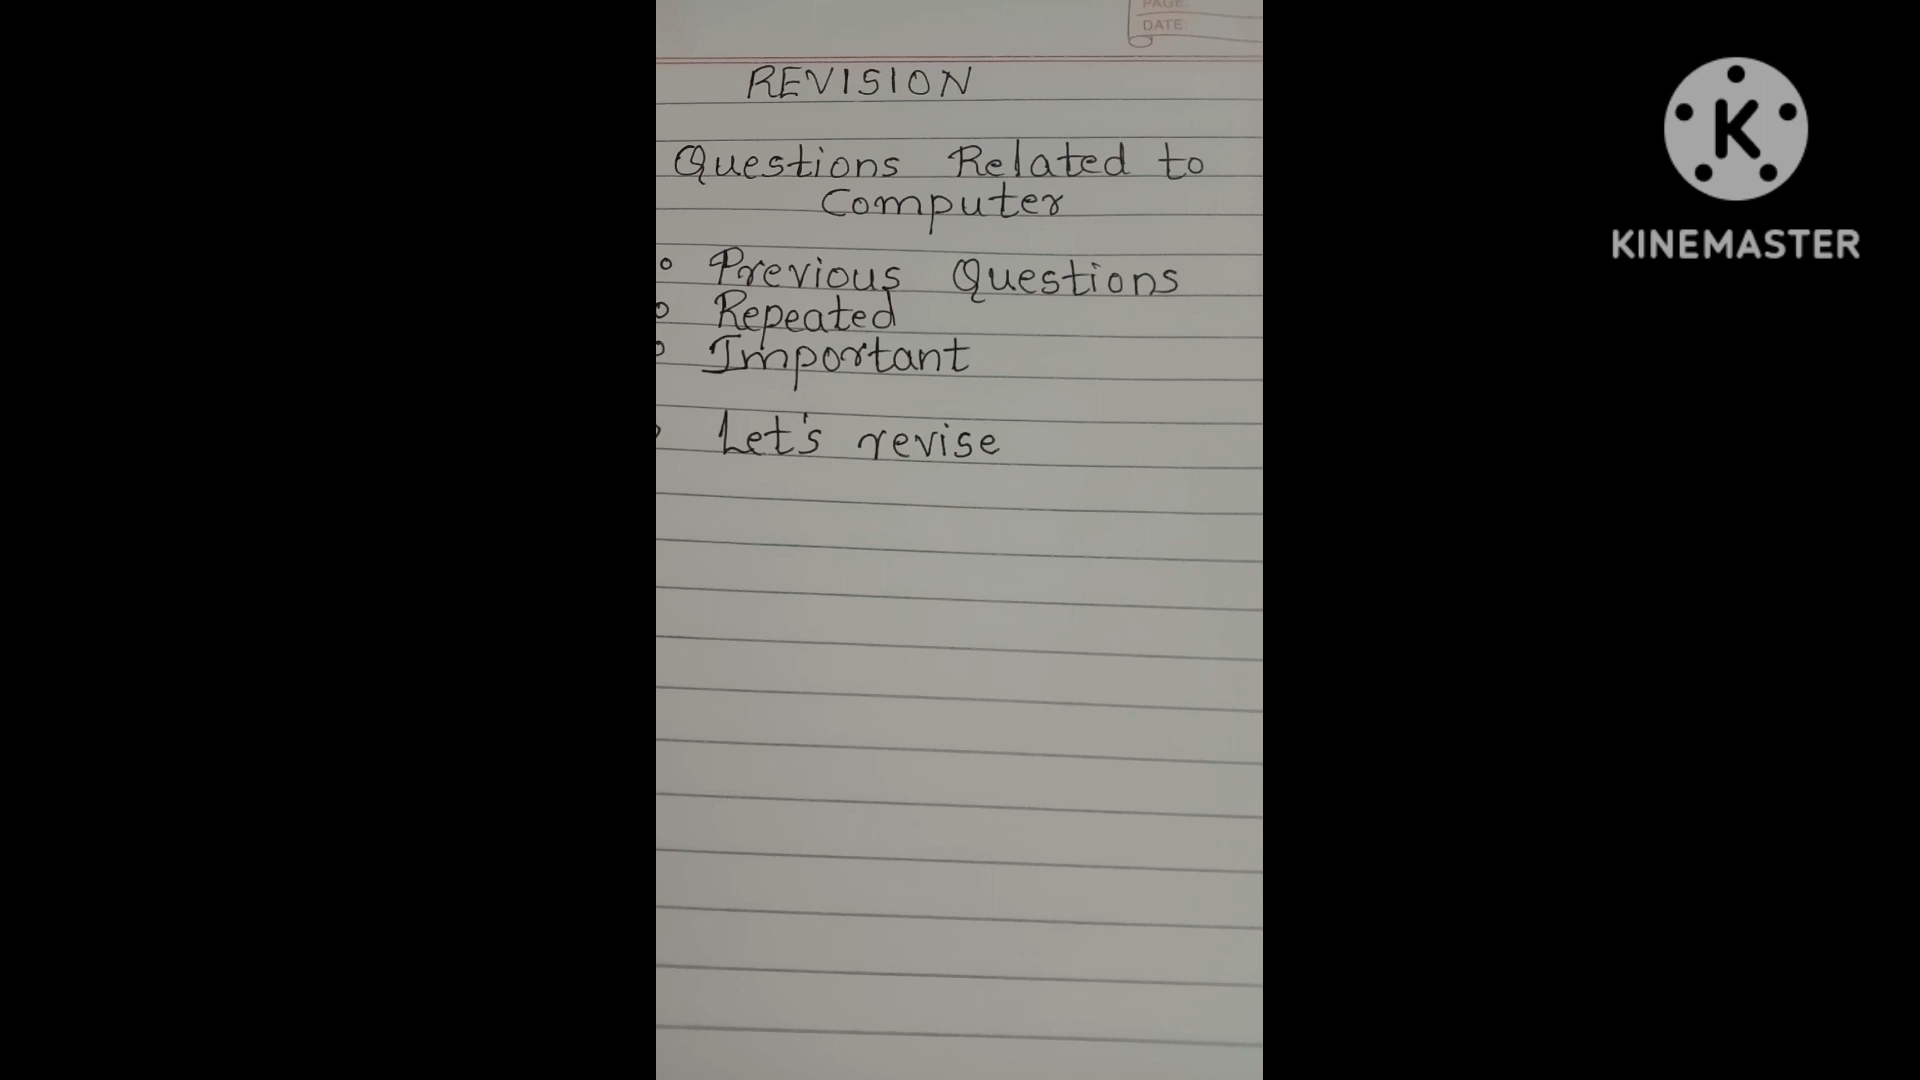 PAGE:
DATE:
REVISION
Questions Related to
Computer
Previous Questions
Repeated
Important
Let's revise
K
KINEMASTER